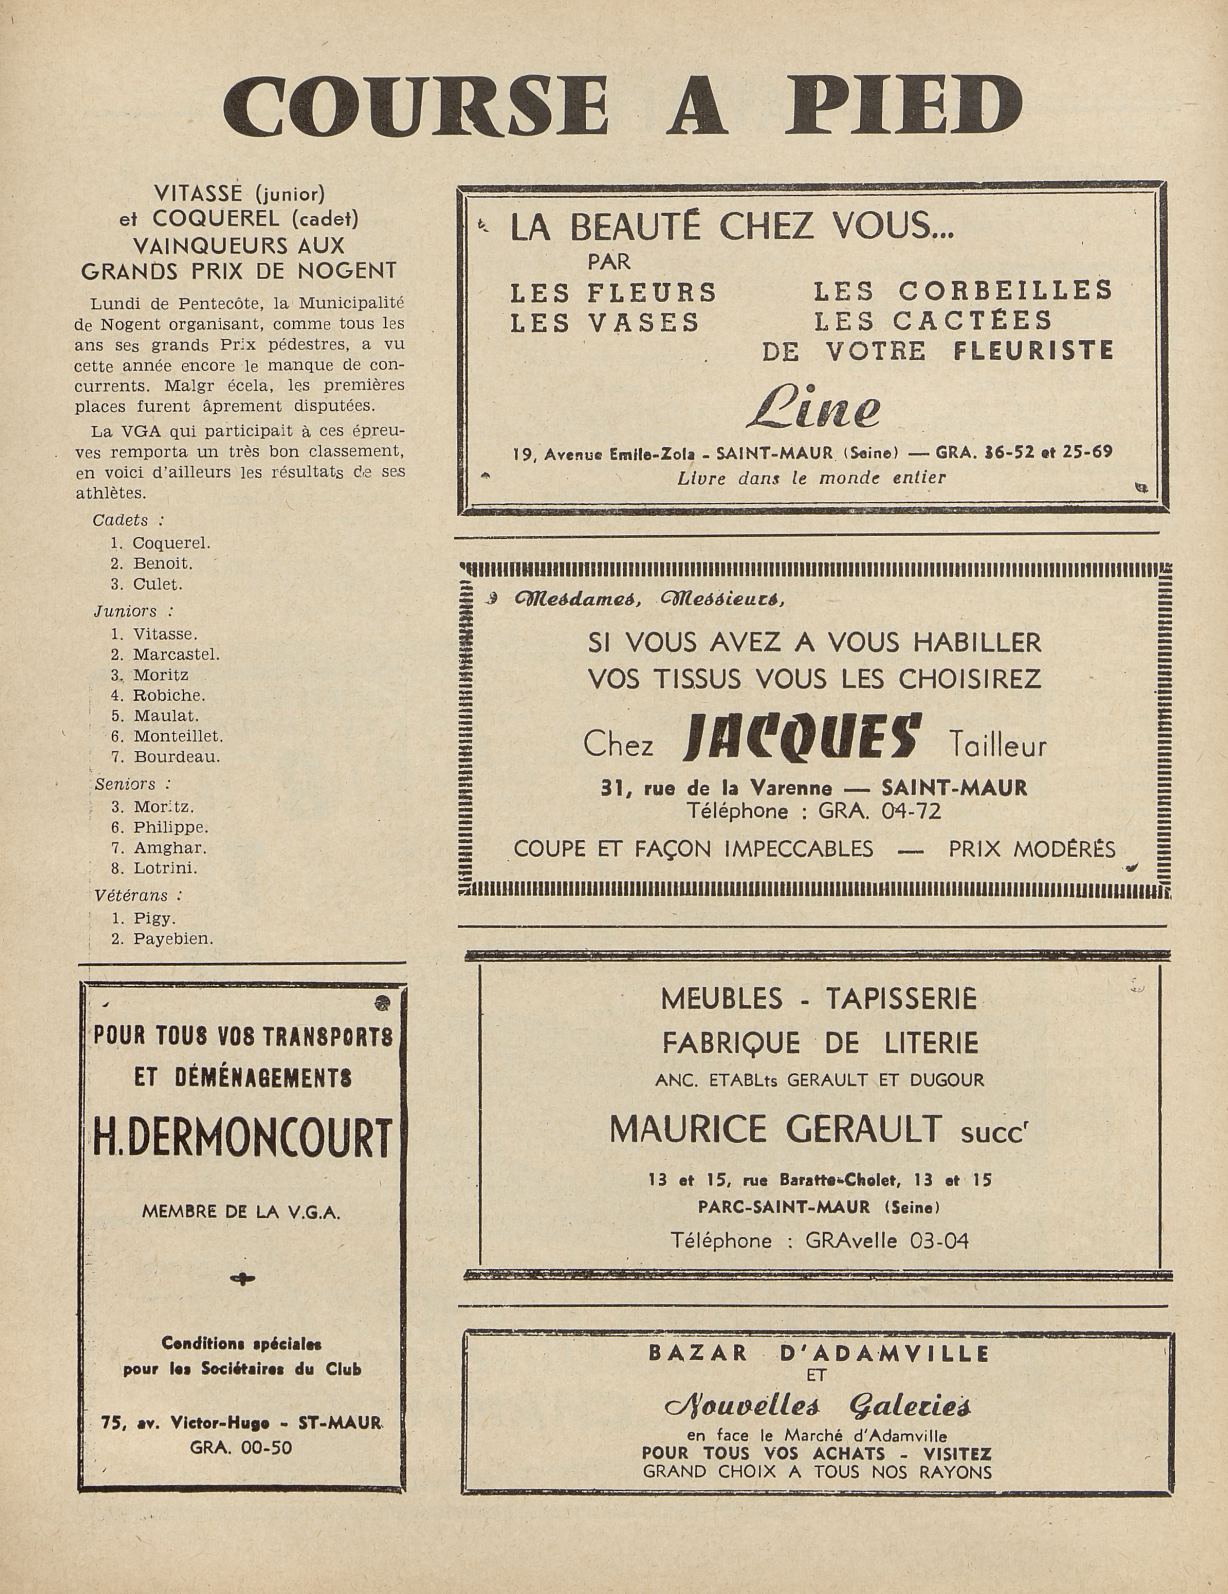 COURSE A PIED
VITASSE (junior)
et COQUEREL (cadet)
VAINQUEURS AUX
GRANDS PRIX DE NOGENT
Lundi de Pentecôte, la Municipalité
de Nogent organisant, comme tous les
ans ses grands Prix pédestres, a vu
cette année encore le manque de con-
currents. Malgr écela, les premières
places furent âprement disputées.
La VGA qui participait à ces épreu-
ves remporta un très bon classement,
en voici d'ailleurs les résultats de ses
athlètes.
Cadets :
1. Coquerel.
2. Benoit.
3. Culet.
Juniors :
1. Vitasse.
2. Marcastel.
3. Moritz
4. Robiche.
5. Maulat.
6. Monteillet.
7. Bourdeau.
Seniors :
3. Moritz.
6. Philippe.
7. Amghar.
8. Lotrini.
Vétérans :
1. Pigy.
2. Payebien.
POUR TOUS VOS TRANSPORTS
ET DÉMÉNAGEMENTS
H. DERMONCOURT
MEMBRE DE LA V.G.A.
Conditions spéciales
pour les Sociétaires du Club
75, av. Victor-Hugo - ST-MAUR
GRA. 00-50
LA BEAUTÉ CHEZ VOUS...
PAR
LES FLEURS LES CORBEILLES
LES VASES LES CACTÉES
DE VOTRE FLEURISTE
Line
19, Avenue Emile-Zola - SAINT-MAUR (Seine) — GRA. 36-52 et 25-69
Livre dans le monde entier
Mesdames, Messieurs,
SI VOUS AVEZ A VOUS HABILLER
VOS TISSUS VOUS LES CHOISIREZ
Chez JACQUES Tailleur
31, rue de la Varenne — SAINT-MAUR
Téléphone : GRA. 04-72
COUPE ET FAÇON IMPECCABLES — PRIX MODÉRÉS
MEUBLES - TAPISSERIE
FABRIQUE DE LITERIE
ANC. ETABLts GERAULT ET DUGOUR
MAURICE GERAULT succr
13 et 15, rue Baratte-Cholet, 13 et 15
PARC-SAINT-MAUR (Seine)
Téléphone : GRAvelle 03-04
BAZAR D'ADAMVILLE
ET
Nouvelles Galeries
en face le Marché d'Adamville
POUR TOUS VOS ACHATS - VISITEZ
GRAND CHOIX A TOUS NOS RAYONS